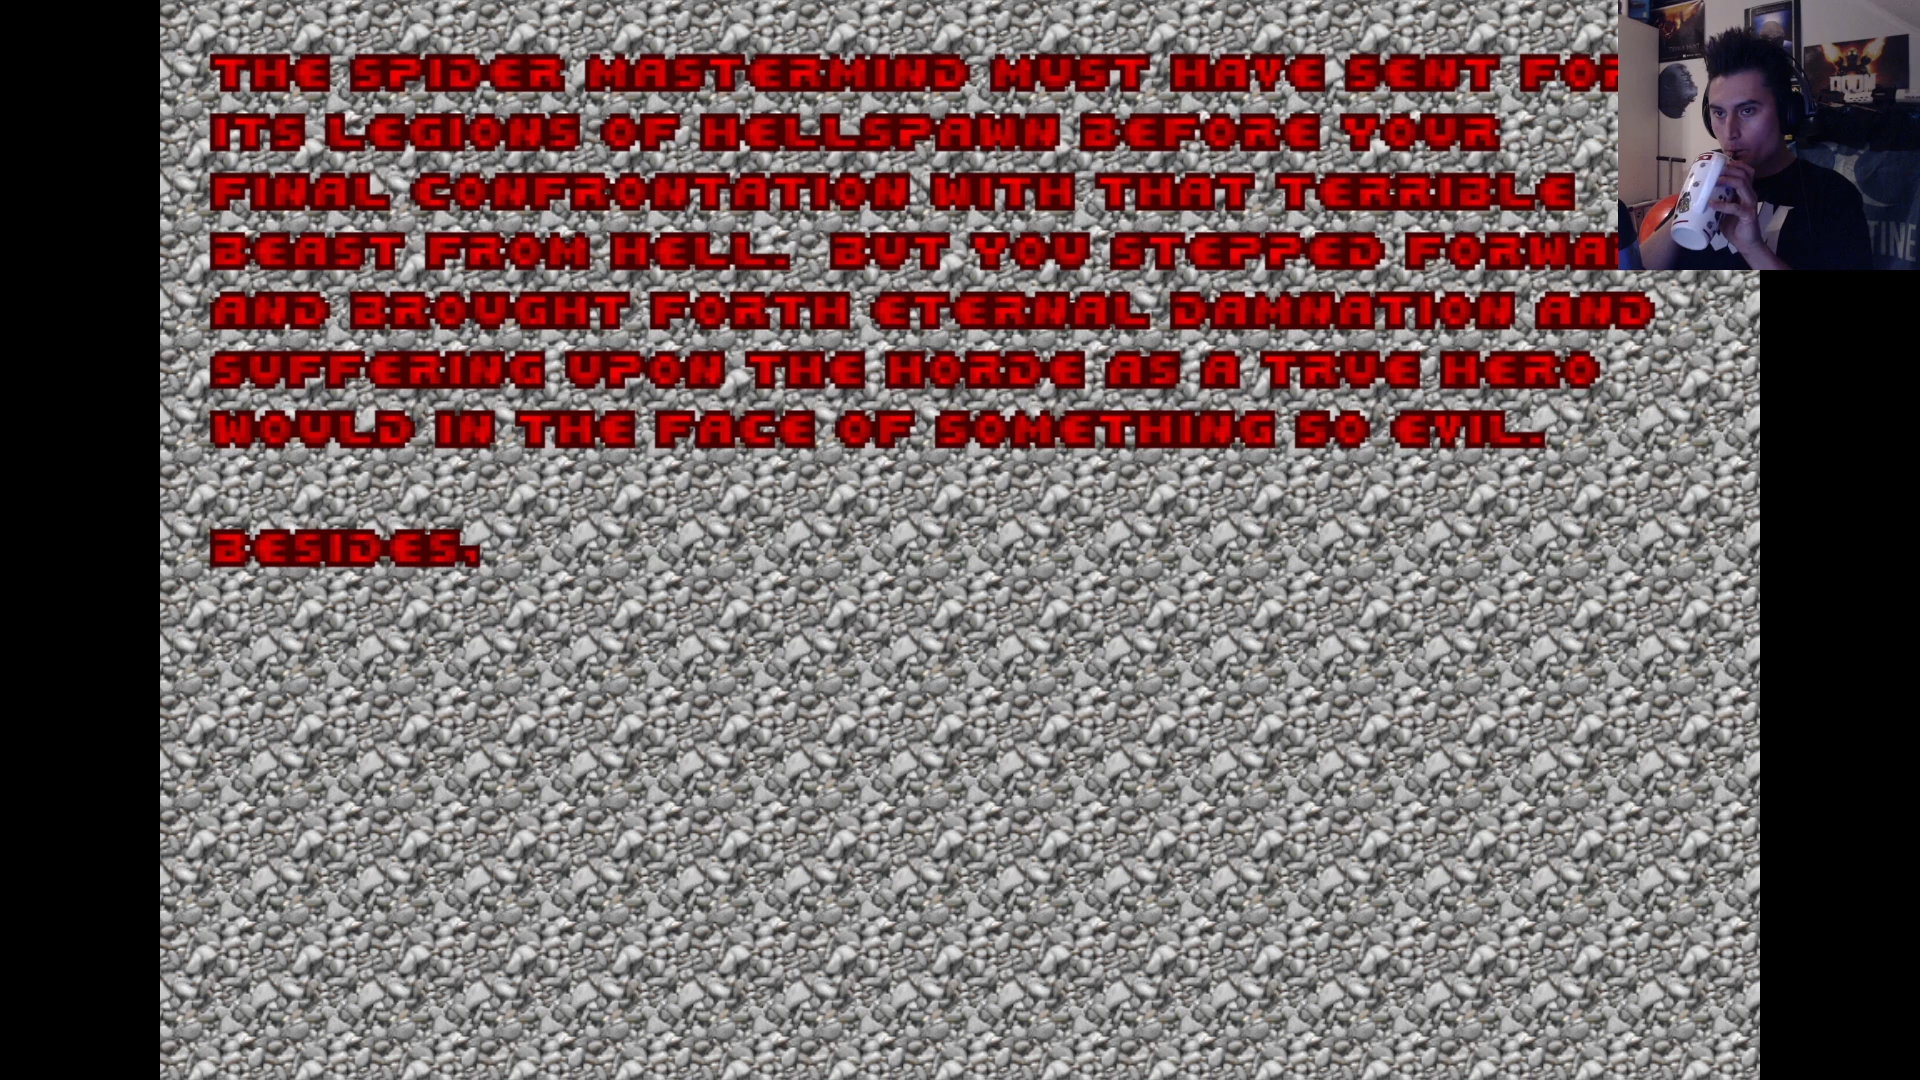 THE SPIDER MASTERMIND MUST HAVE SENT
ITS LEGIONS OF HELLSPAWN BEFORE YOUR
FINAL CONFRONTATION WITH THAT TERRIBLE
BEAST FROM HELL. BUT YOU STEPPED
AND BROUGHT FORTH ETERNAL DAMNATION AND
SUFFERING UPON THE HORDE AS A TRUE HERO
WOULD IN THE FACE OF SOMETHING SO EVIL.
BESIDES,
DOOM